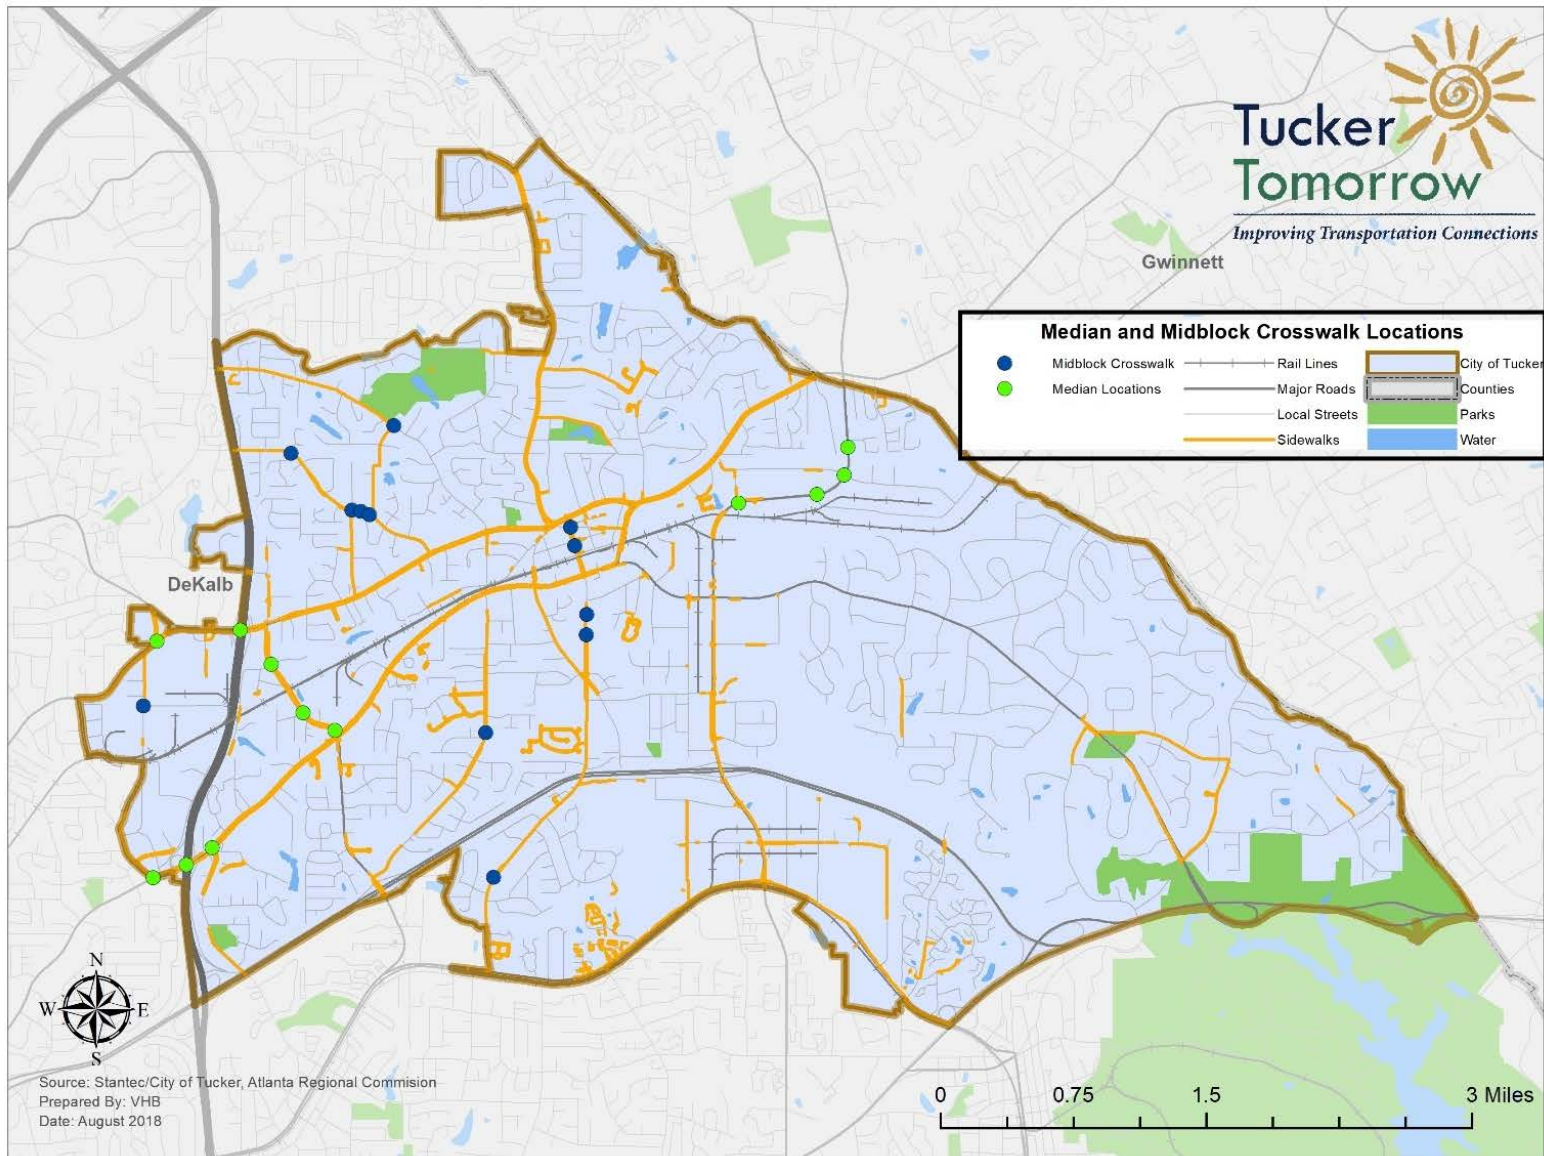 Tucker
Tomorrow
Improving Transportation Connections
Gwinnett
Median and Midblock Crosswalk Locations
Midblock Crosswalk
Rail Lines
City of Tucker
Median Locations
Major Roads
Counties
Local Streets
Parks
Sidewalks
Water
DeKalb
N
W
E
S
Source: Stantec/City of Tucker, Atlanta Regional Commision
Prepared By: VHB
Date: August 2018
0 0.75 1.5 3 Miles